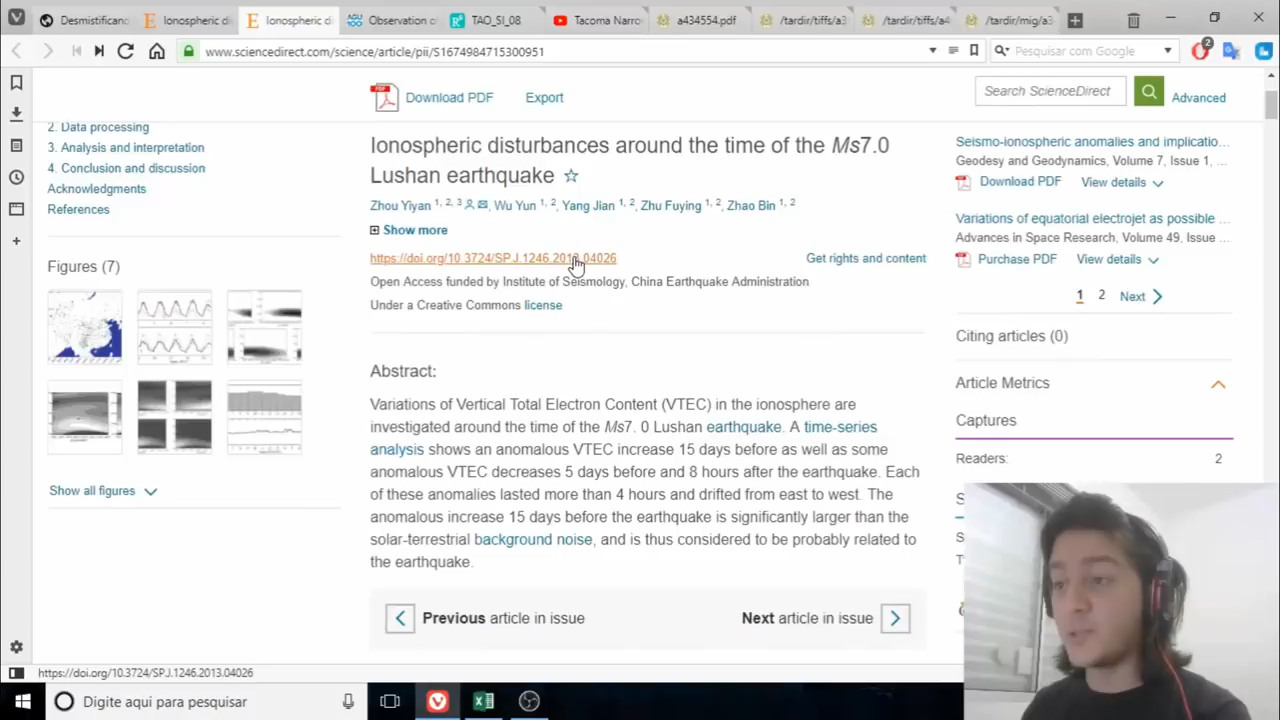 Desmistificano
Ionospheric di
Ionospheric di
Observation o
TAO_SI_08
Tacoma Narro
a434554.pdf
/tardir/tiffs/a3
/tardir/tiffs/a4
/tardir/mig/a3
www.sciencedirect.com/science/article/pii/S1674984715300951
Pesquisar com Google
2
Download PDF
Export
Search ScienceDirect
Advanced
2. Data processing
3. Analysis and interpretation
4. Conclusion and discussion
Acknowledgments
References
Figures (7)
Show all figures
Ionospheric disturbances around the time of the Ms7.0
Lushan earthquake
Zhou Yiyan 1, 2, 3, Wu Yun 1, 2, Yang Jian 1, 2, Zhu Fuying 1, 2, Zhao Bin 1, 2
Show more
https://doi.org/10.3724/SP.J.1246.2013.04026
Get rights and content
Open Access funded by Institute of Seismology, China Earthquake Administration
Under a Creative Commons license
Abstract:
Variations of Vertical Total Electron Content (VTEC) in the ionosphere are
investigated around the time of the Ms7. 0 Lushan earthquake. A time-series
analysis shows an anomalous VTEC increase 15 days before as well as some
anomalous VTEC decreases 5 days before and 8 hours after the earthquake. Each
of these anomalies lasted more than 4 hours and drifted from east to west. The
anomalous increase 15 days before the earthquake is significantly larger than the
solar-terrestrial background noise, and is thus considered to be probably related to
the earthquake.
Previous article in issue
Next article in issue
Seismo-ionospheric anomalies and implicatio...
Geodesy and Geodynamics, Volume 7, Issue 1, ...
Download PDF
View details
Variations of equatorial electrojet as possible ...
Advances in Space Research, Volume 49, Issue ...
Purchase PDF
View details
1 2 Next
Citing articles (0)
Article Metrics
Captures
Readers: 2
https://doi.org/10.3724/SP.J.1246.2013.04026
Digite aqui para pesquisar